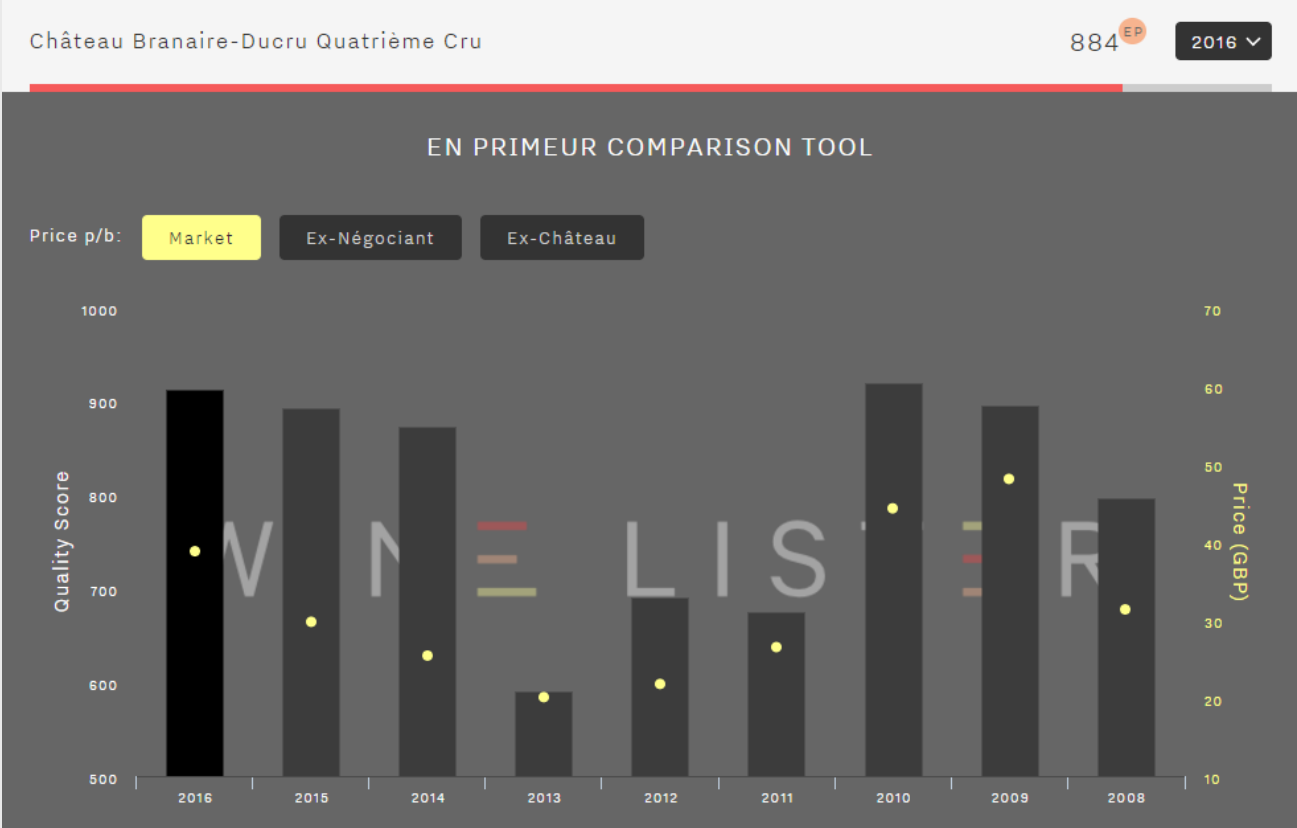 Château Branaire-Ducru Quatrième Cru
884 EP
2016
EN PRIMEUR COMPARISON TOOL
Price p/b: Market Ex-Négociant Ex-Château
1000
900
800
700
600
500
Quality Score
WINE LISTER
70
60
50
40
30
20
10
Price (GBP)
2016 2015 2014 2013 2012 2011 2010 2009 2008